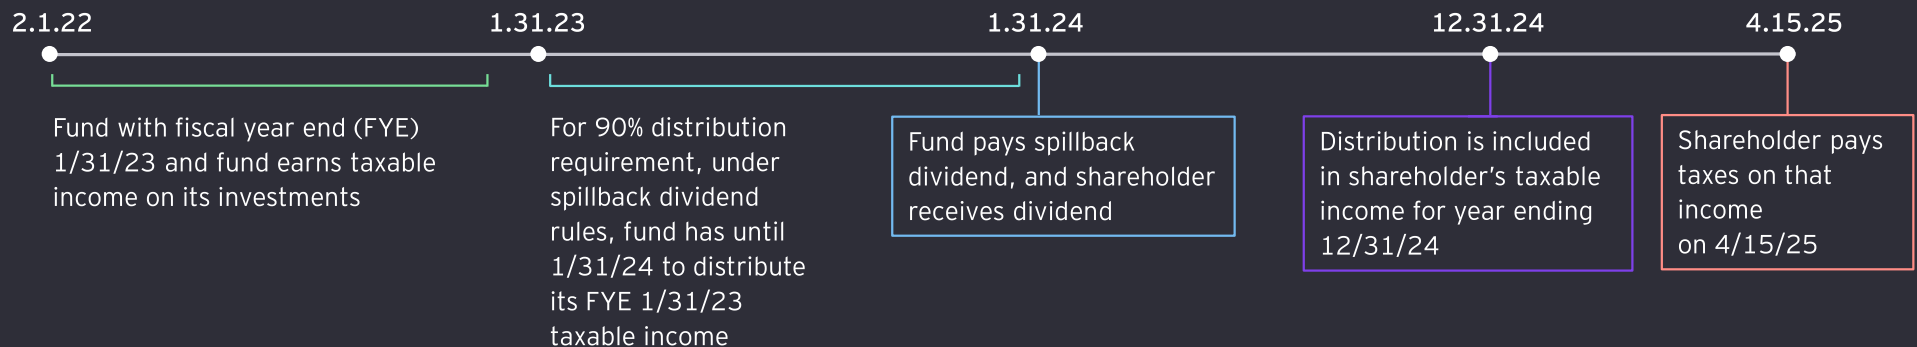 2.1.22
1.31.23
1.31.24
12.31.24
4.15.25
Fund with fiscal year end (FYE)
1/31/23 and fund earns taxable
income on its investments
For 90% distribution
requirement, under
spillback dividend
rules, fund has until
1/31/24 to distribute
its FYE 1/31/23
taxable income
Fund pays spillback
dividend, and shareholder
receives dividend
Distribution is included
in shareholder’s taxable
income for year ending
12/31/24
Shareholder pays
taxes on that
income
on 4/15/25